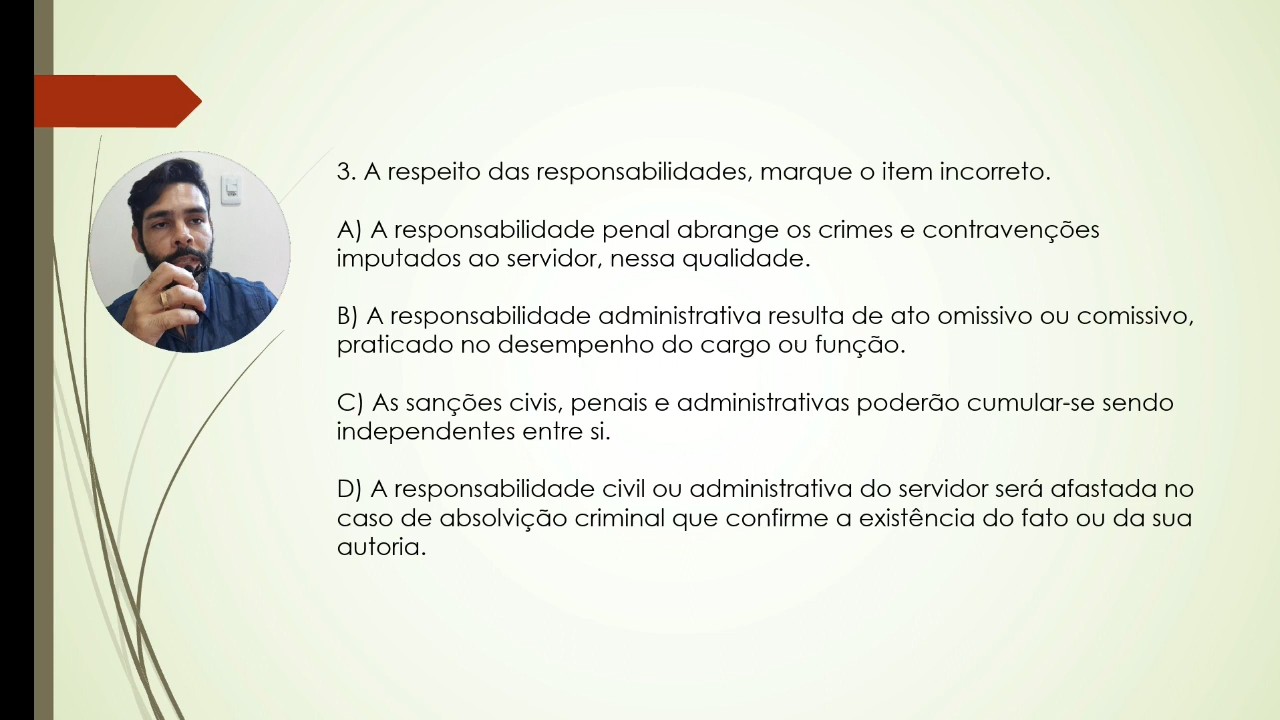 3. A respeito das responsabilidades, marque o item incorreto.
A) A responsabilidade penal abrange os crimes e contravenções
imputados ao servidor, nessa qualidade.
B) A responsabilidade administrativa resulta de ato omissivo ou comissivo,
praticado no desempenho do cargo ou função.
C) As sanções civis, penais e administrativas poderão cumular-se sendo
independentes entre si.
D) A responsabilidade civil ou administrativa do servidor será afastada no
caso de absolvição criminal que confirme a existência do fato ou da sua
autoria.